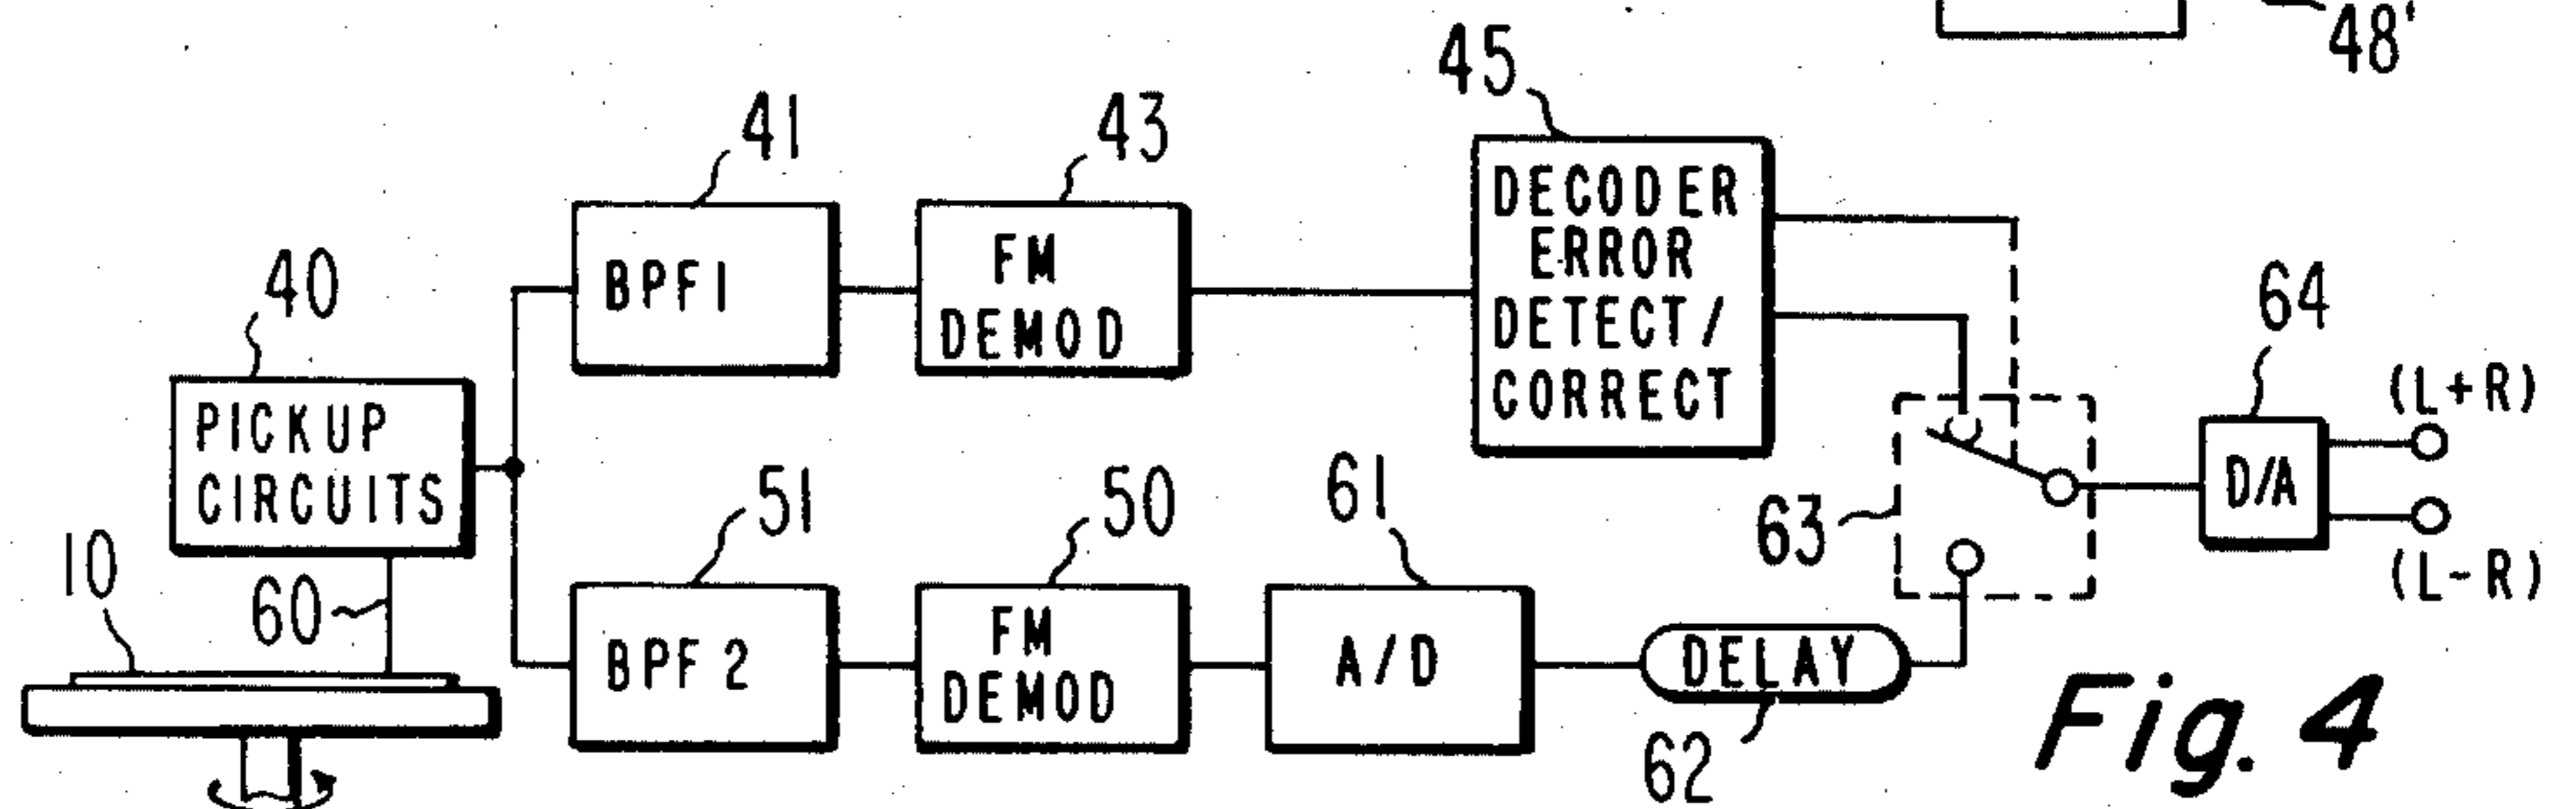 48'
45
41
43
DECODER
ERROR
DETECT/
CORRECT
40
BPF1
FM
DEMOD
64
(L+R)
PICKUP
CIRCUITS
D/A
51
50
61
63
10
60
(L-R)
BPF 2
FM
DEMOD
A/D
DELAY
62
Fig. 4